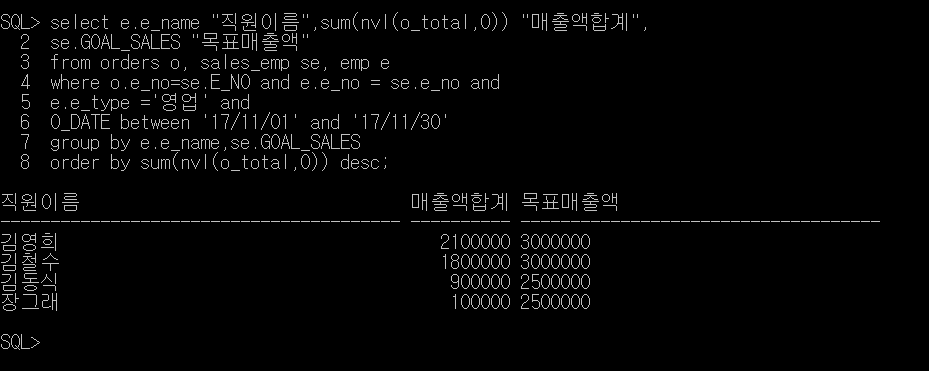 SQL> select e.e_name "직원이름",sum(nvl(o_total,0)) "매출액합계",
2 se.GOAL_SALES "목표매출액"
3 from orders o, sales_emp se, emp e
4 where o.e_no=se.E_NO and e.e_no = se.e_no and
5 e.e_type ='영업' and
6 O_DATE between '17/11/01' and '17/11/30'
7 group by e.e_name,se.GOAL_SALES
8 order by sum(nvl(o_total,0)) desc;
직원이름 매출액합계 목표매출액
---------------------------------------- ---------- ------------------------------------
김영희 2100000 3000000
김철수 1800000 3000000
김동식 900000 2500000
장그래 100000 2500000
SQL>